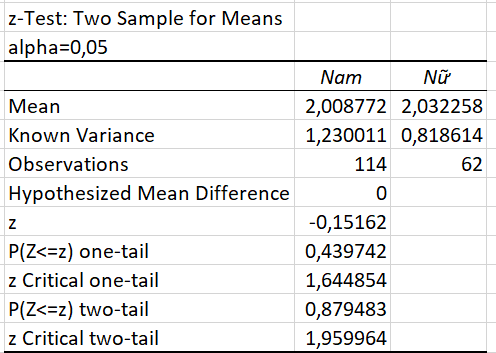 z-Test: Two Sample for Means
alpha=0,05
Nam Nữ
Mean 2,008772 2,032258
Known Variance 1,230011 0,818614
Observations 114 62
Hypothesized Mean Difference 0
z -0,15162
P(Z<=z) one-tail 0,439742
z Critical one-tail 1,644854
P(Z<=z) two-tail 0,879483
z Critical two-tail 1,959964